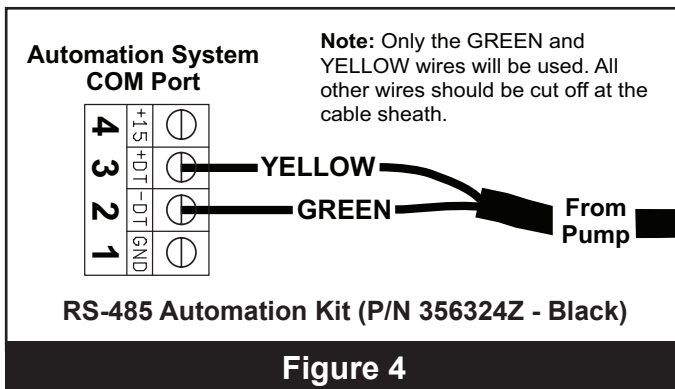 Automation System
COM Port
Note: Only the GREEN and
YELLOW wires will be used. All
other wires should be cut off at the
cable sheath.
4 +15
3 +DT
2 -DT
1 GND
YELLOW
GREEN
From
Pump
RS-485 Automation Kit (P/N 356324Z - Black)
Figure 4